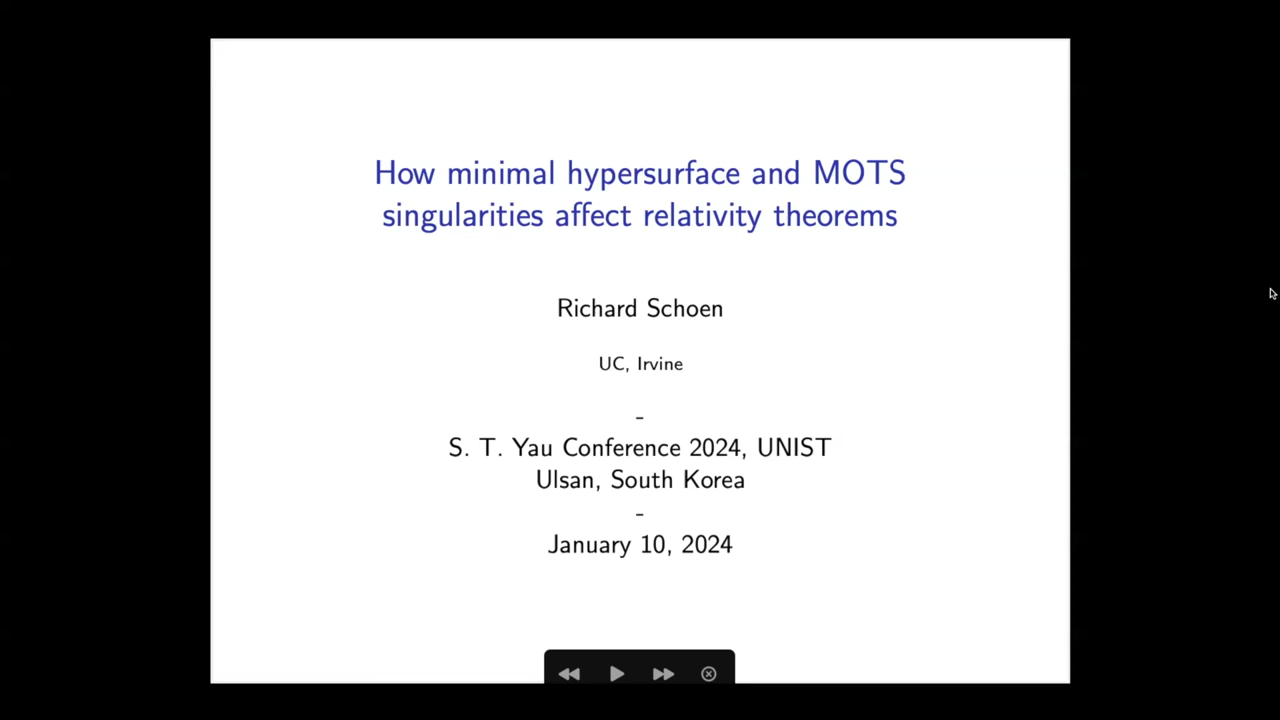 How minimal hypersurface and MOTS
singularities affect relativity theorems
Richard Schoen
UC, Irvine
-
S. T. Yau Conference 2024, UNIST
Ulsan, South Korea
-
January 10, 2024